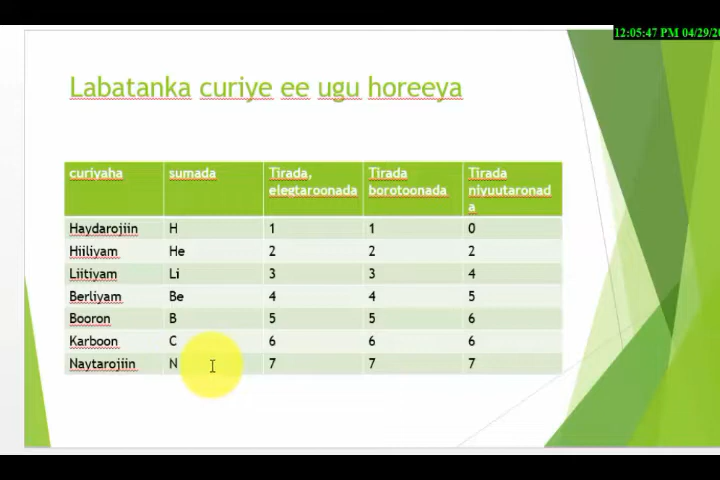 12:05:47 PM 04/29/20
Labatanka curiye ee ugu horeeya
curiyaha sumada Tirada, elegtaroonada Tirada borotoonada Tirada niyuutaronada
Haydarojiin H 1 1 0
Hiiliyam He 2 2 2
Liitiyam Li 3 3 4
Berliyam Be 4 4 5
Booron B 5 5 6
Karboon C 6 6 6
Naytarojiin N 7 7 7